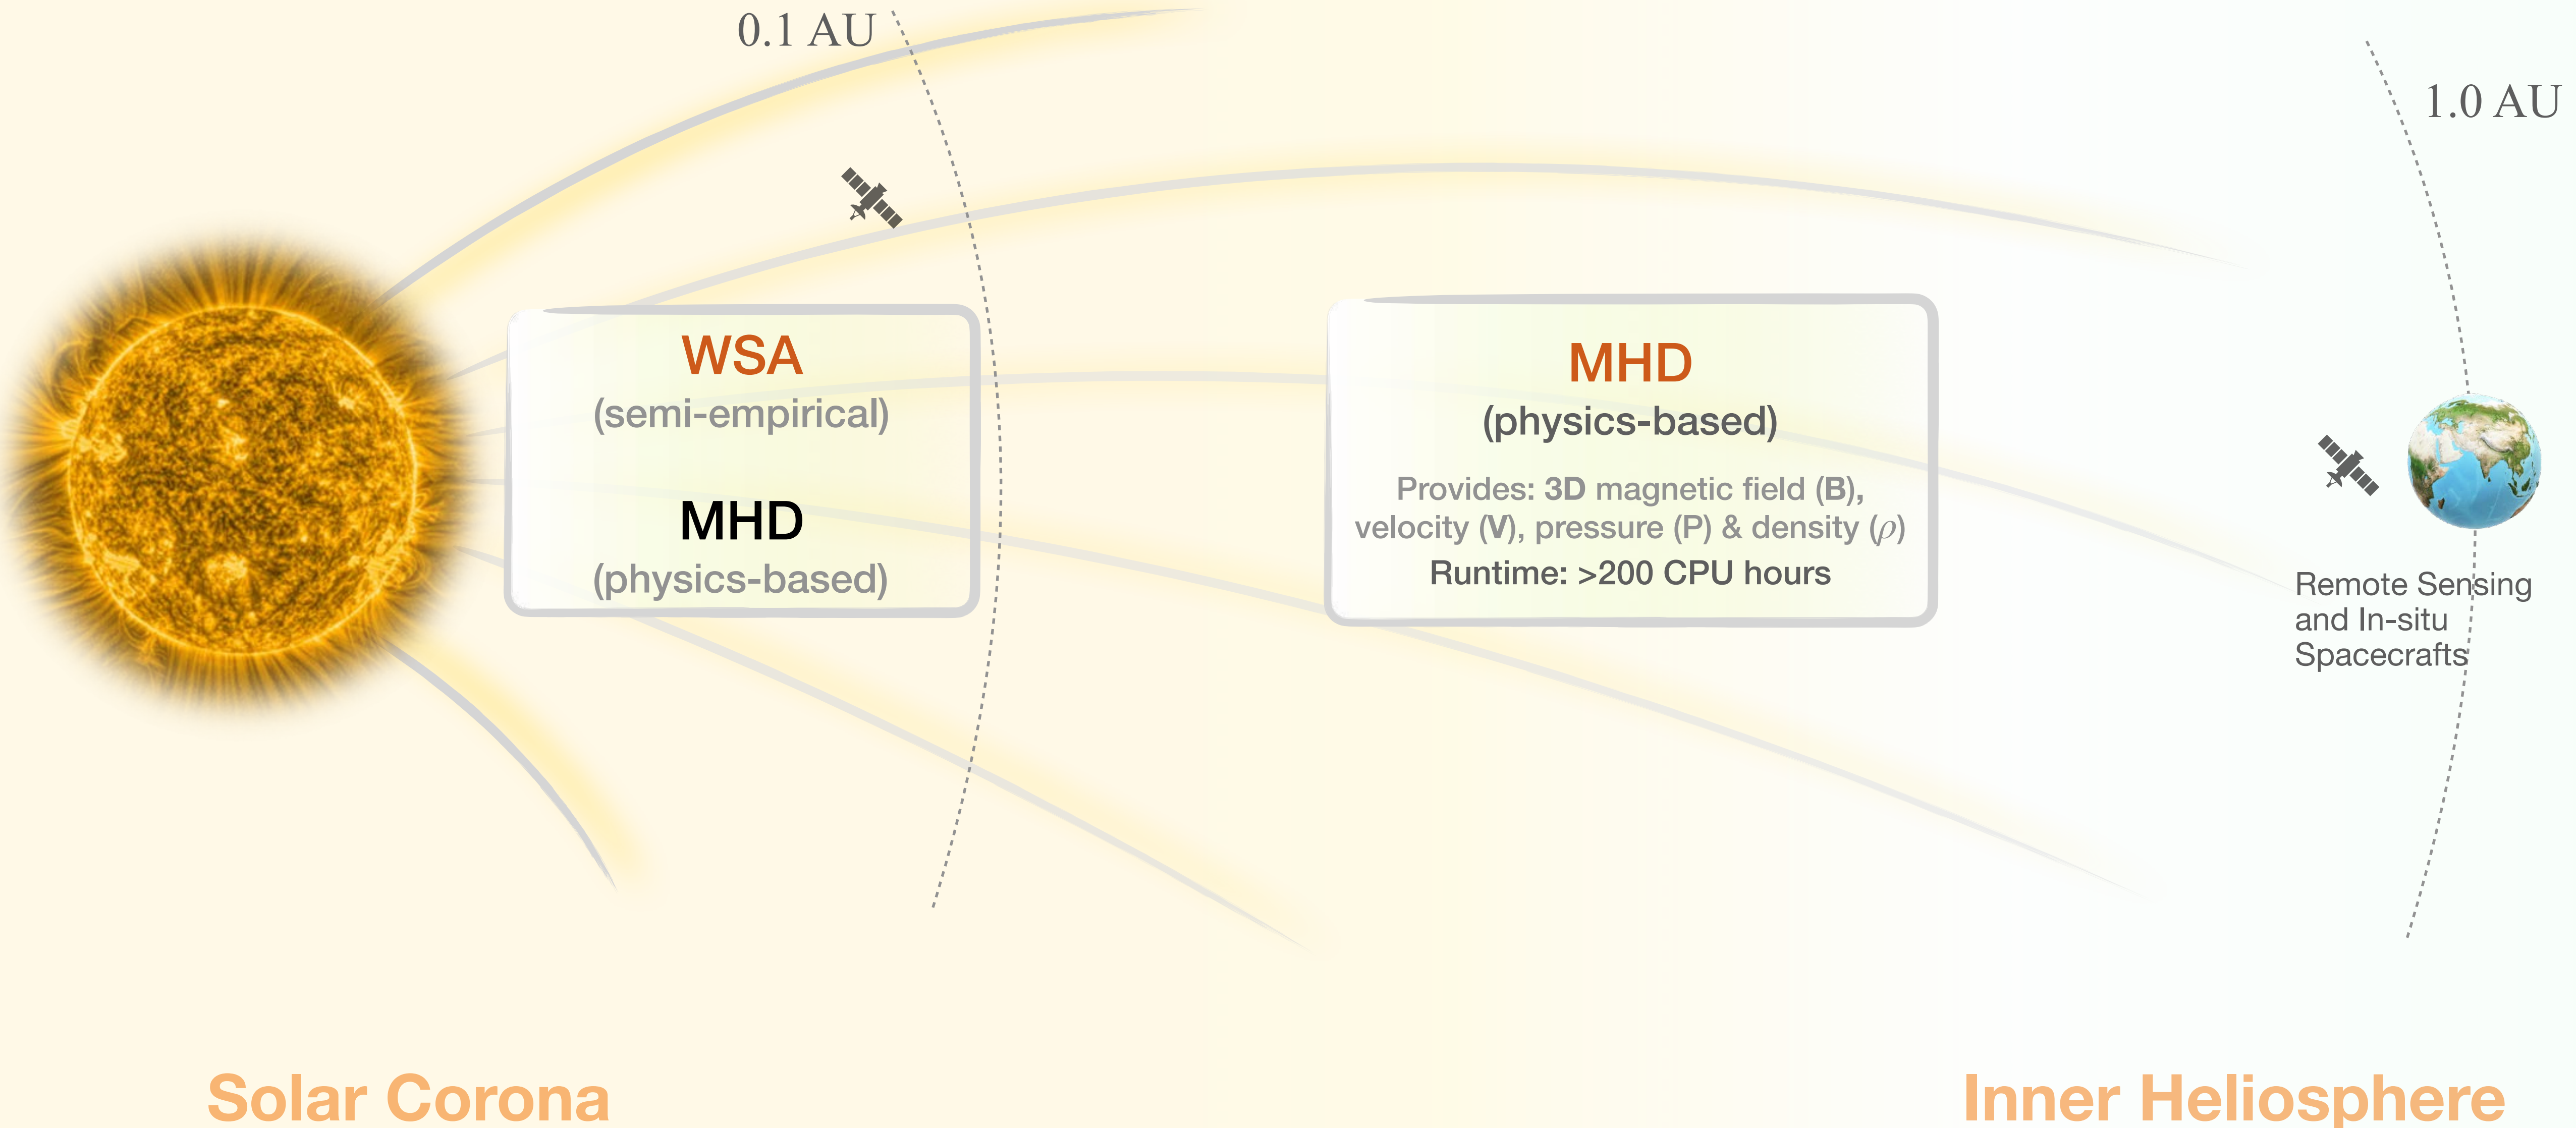 0.1 AU
1.0 AU
WSA
(semi-empirical)
MHD
(physics-based)
MHD
(physics-based)
Provides: 3D magnetic field (B),
velocity (V), pressure (P) & density (ρ)
Runtime: >200 CPU hours
Remote Sensing
and In-situ
Spacecrafts
Solar Corona
Inner Heliosphere